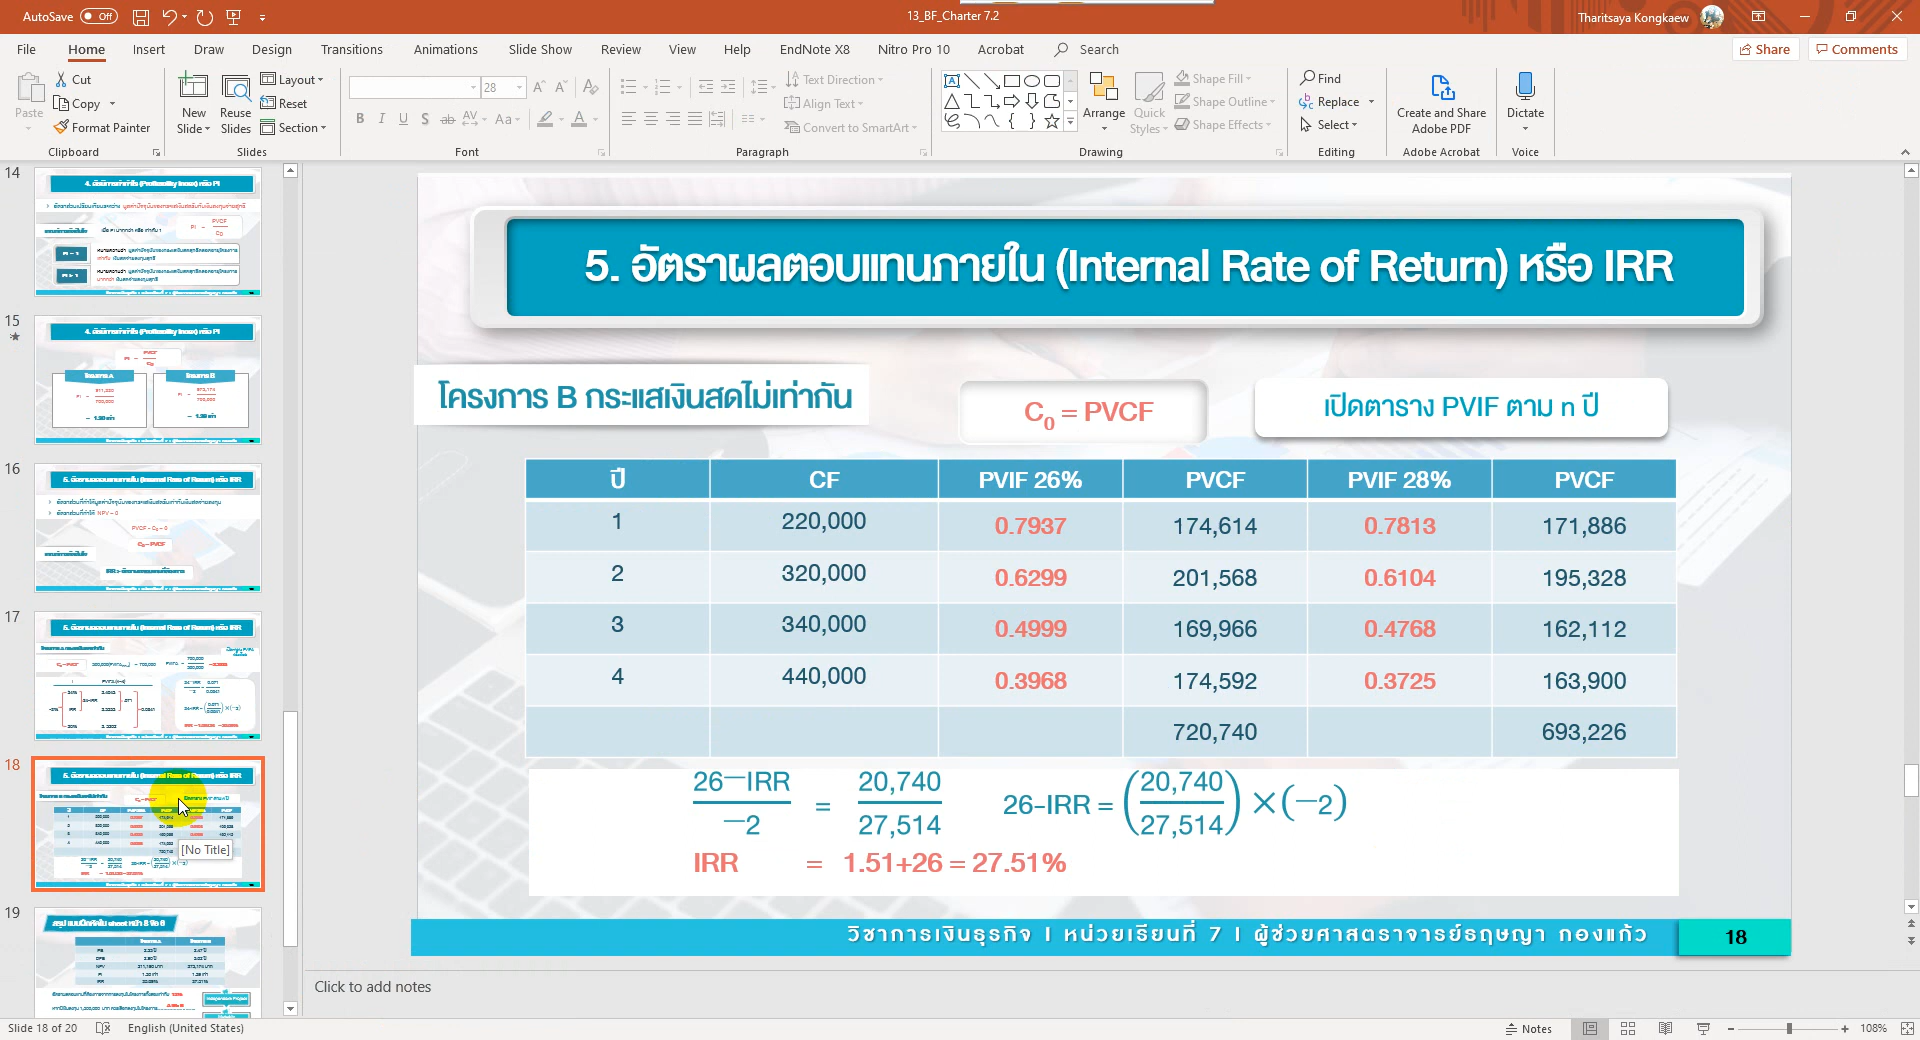 AutoSave Off
13_BF_Charter 7.2
Tharitsaya Kongkaew
File Home Insert Draw Design Transitions Animations Slide Show Review View Help EndNote X8 Nitro Pro 10 Acrobat Search
Share Comments
Paste
Cut
Copy
Format Painter
Clipboard
New Slide
Reuse Slides
Layout
Reset
Section
Slides
28
Font
Text Direction
Align Text
Convert to SmartArt
Paragraph
Arrange
Quick Styles
Shape Fill
Shape Outline
Shape Effects
Drawing
Find
Replace
Select
Editing
Create and Share Adobe PDF
Adobe Acrobat
Dictate
Voice
14
15
16
17
18
[No Title]
19
5. อัตราผลตอบแทนภายใน (Internal Rate of Return) หรือ IRR
โครงการ B กระแสเงินสดไม่เท่ากัน
C0 = PVCF
เปิดตาราง PVIF ตาม n ปี
ปี CF PVIF 26% PVCF PVIF 28% PVCF
1 220,000 0.7937 174,614 0.7813 171,886
2 320,000 0.6299 201,568 0.6104 195,328
3 340,000 0.4999 169,966 0.4768 162,112
4 440,000 0.3968 174,592 0.3725 163,900
720,740 693,226
26−IRR / −2 = 20,740 / 27,514 26-IRR = (20,740 / 27,514) ×(−2)
IRR = 1.51+26 = 27.51%
วิชาการเงินธุรกิจ I หน่วยเรียนที่ 7 I ผู้ช่วยศาสตราจารย์ธฤษญา กองแก้ว
18
Click to add notes
Slide 18 of 20 English (United States) Notes 108%